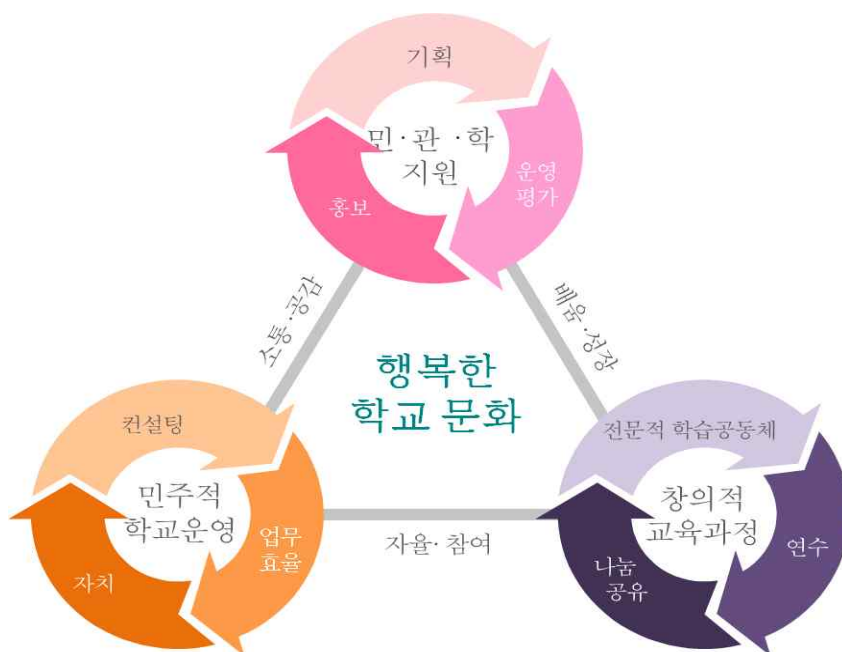 기획
민·관·학
지원
운영
평가
홍보
소통·공감
배움·성장
행복한
학교 문화
컨설팅
민주적
학교운영
업무
효율
자치
자율·참여
전문적 학습공동체
창의적
교육과정
연수
나눔
공유